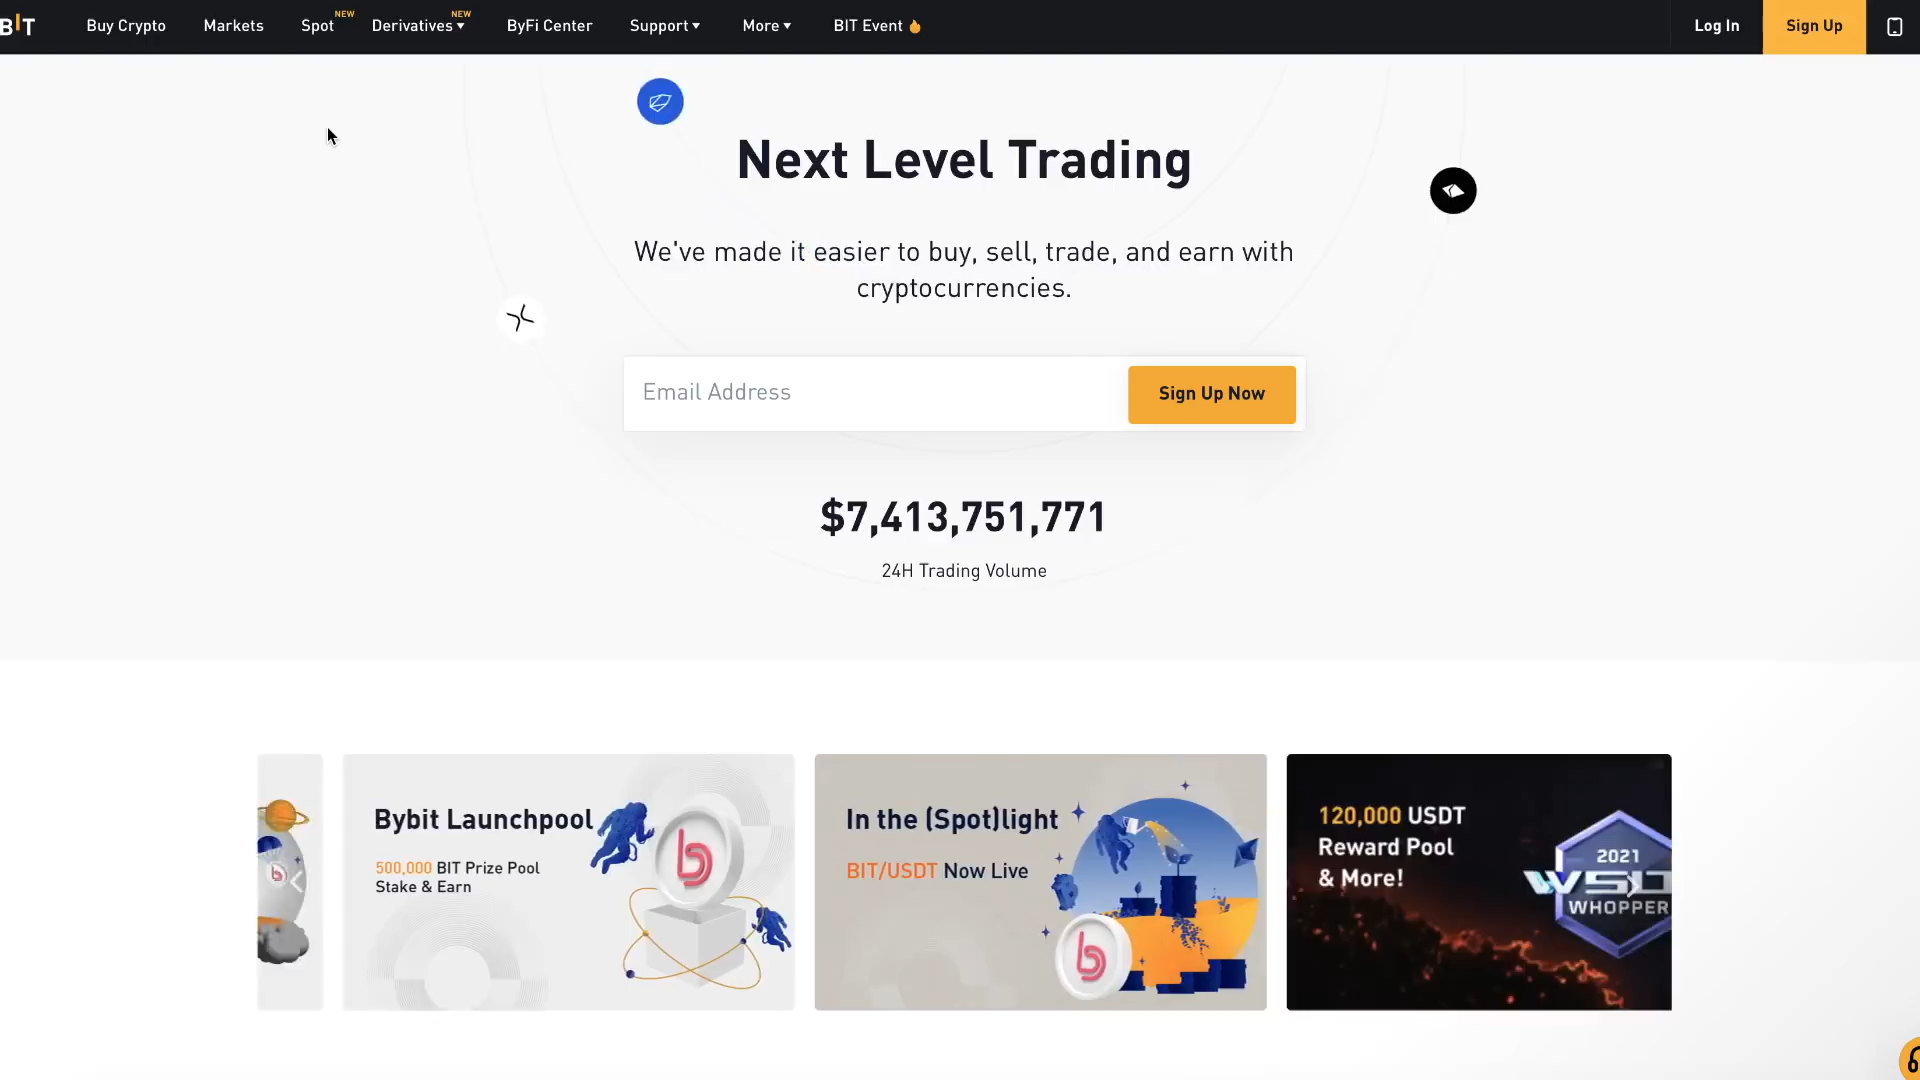 BIT
Buy Crypto
Markets
Spot
NEW
Derivatives
NEW
ByFi Center
Support
More
BIT Event
Log In
Sign Up
Next Level Trading
We've made it easier to buy, sell, trade, and earn with
cryptocurrencies.
Email Address
Sign Up Now
$7,413,751,771
24H Trading Volume
Bybit Launchpool
500,000 BIT Prize Pool
Stake & Earn
In the (Spot)light
BIT/USDT Now Live
120,000 USDT
Reward Pool
& More!
2021
WSOT
WHOPPER